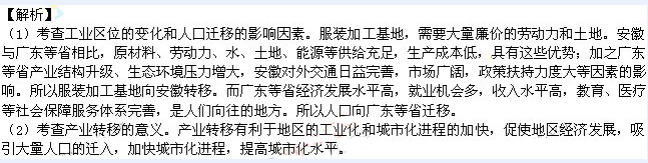 【解析】
(1)考查工业区位的变化和人口迁移的影响因素。服装加工基地，需要大量廉价的劳动力和土地。安徽
与广东等省相比，原材料、劳动力、水、土地、能源等供给充足，生产成本低，具有这些优势；加之广东
等省产业结构升级、生态环境压力增大，安徽对外交通日益完善，市场广阔，政策扶持力度大等因素的影
响。所以服装加工基地向安徽转移。而广东等省经济发展水平高，就业机会多，收入水平高，教育、医疗
等社会保障服务体系完善，是人们向往的地方。所以人口向广东等省迁移。
(2)考查产业转移的意义。产业转移有利于地区的工业化和城市化进程的加快，促使地区经济发展，吸
引大量人口的迁入，加快城市化进程，提高城市化水平。